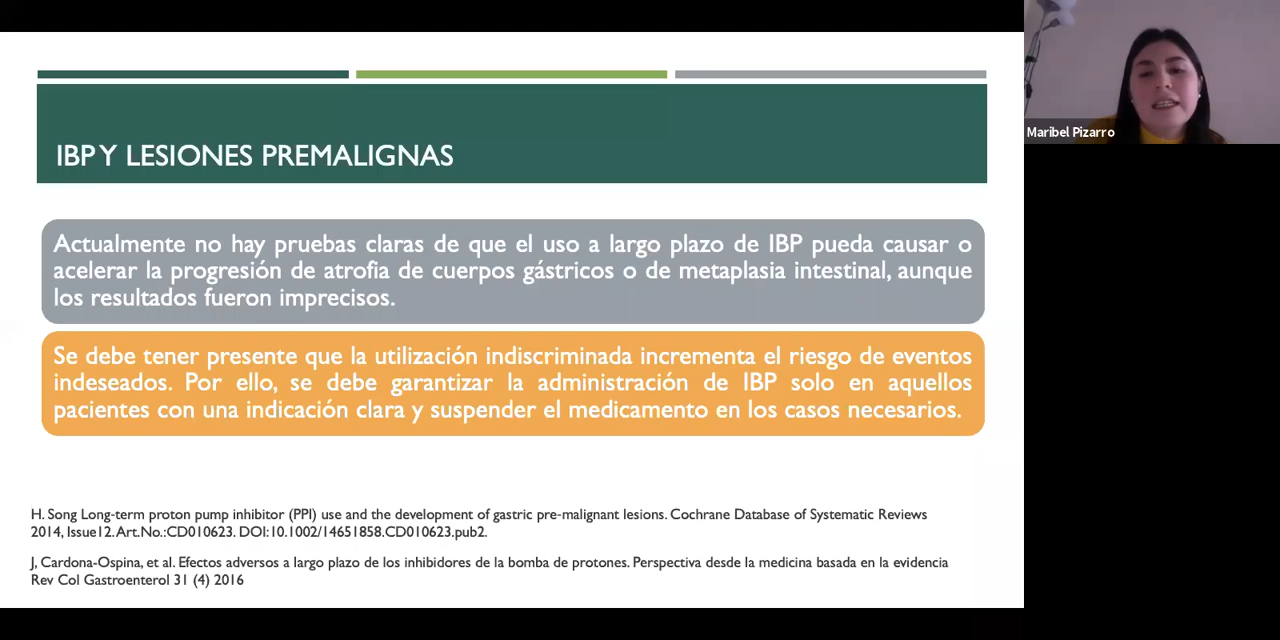 IBP Y LESIONES PREMALIGNAS
Actualmente no hay pruebas claras de que el uso a largo plazo de IBP pueda causar o
acelerar la progresión de atrofia de cuerpos gástricos o de metaplasia intestinal, aunque
los resultados fueron imprecisos.
Se debe tener presente que la utilización indiscriminada incrementa el riesgo de eventos
indeseados. Por ello, se debe garantizar la administración de IBP solo en aquellos
pacientes con una indicación clara y suspender el medicamento en los casos necesarios.
H. Song Long-term proton pump inhibitor (PPI) use and the development of gastric pre-malignant lesions. Cochrane Database of Systematic Reviews
2014, Issue12. Art.No.:CD010623. DOI:10.1002/14651858.CD010623.pub2.
J, Cardona-Ospina, et al. Efectos adversos a largo plazo de los inhibidores de la bomba de protones. Perspectiva desde la medicina basada en la evidencia
Rev Col Gastroenterol 31 (4) 2016
Maribel Pizarro